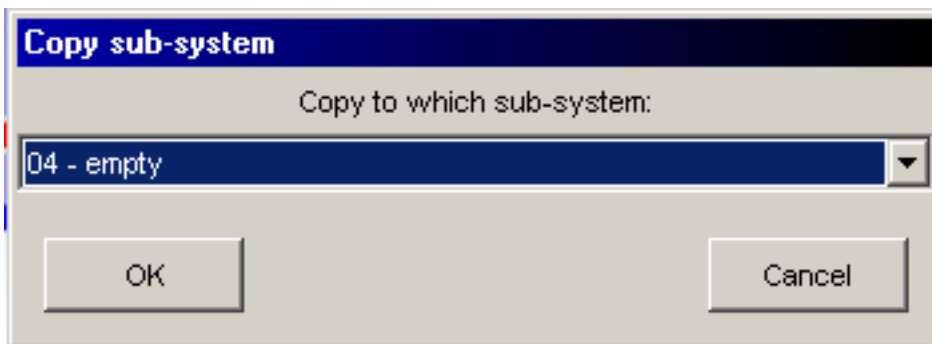 Copy sub-system
Copy to which sub-system:
04 - empty
OK
Cancel